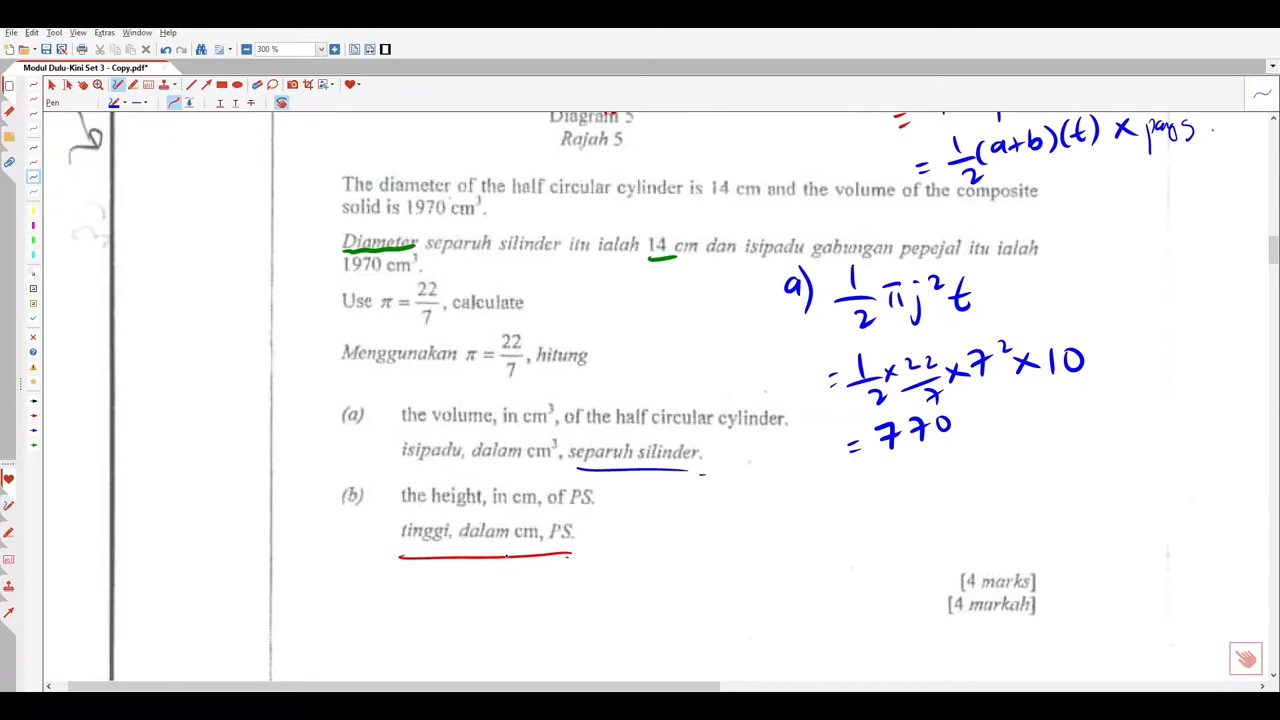 File Edit Tool View Extras Window Help
300 %
Modul Dulu-Kini Set 3 - Copy.pdf*
Pen
Diagram 5
Rajah 5
= 1/2 (a+b)(t) × panjs
The diameter of the half circular cylinder is 14 cm and the volume of the composite
solid is 1970 cm³.
Diameter separuh silinder itu ialah 14 cm dan isipadu gabungan pepejal itu ialah
1970 cm³.
Use π = 22/7, calculate
Menggunakan π = 22/7, hitung
(a) the volume, in cm³, of the half circular cylinder.
isipadu, dalam cm³, separuh silinder.
(b) the height, in cm, of PS.
tinggi, dalam cm, PS.
[4 marks]
[4 markah]
a) 1/2 πj²t
= 1/2 × 22/7 × 7² × 10
= 770